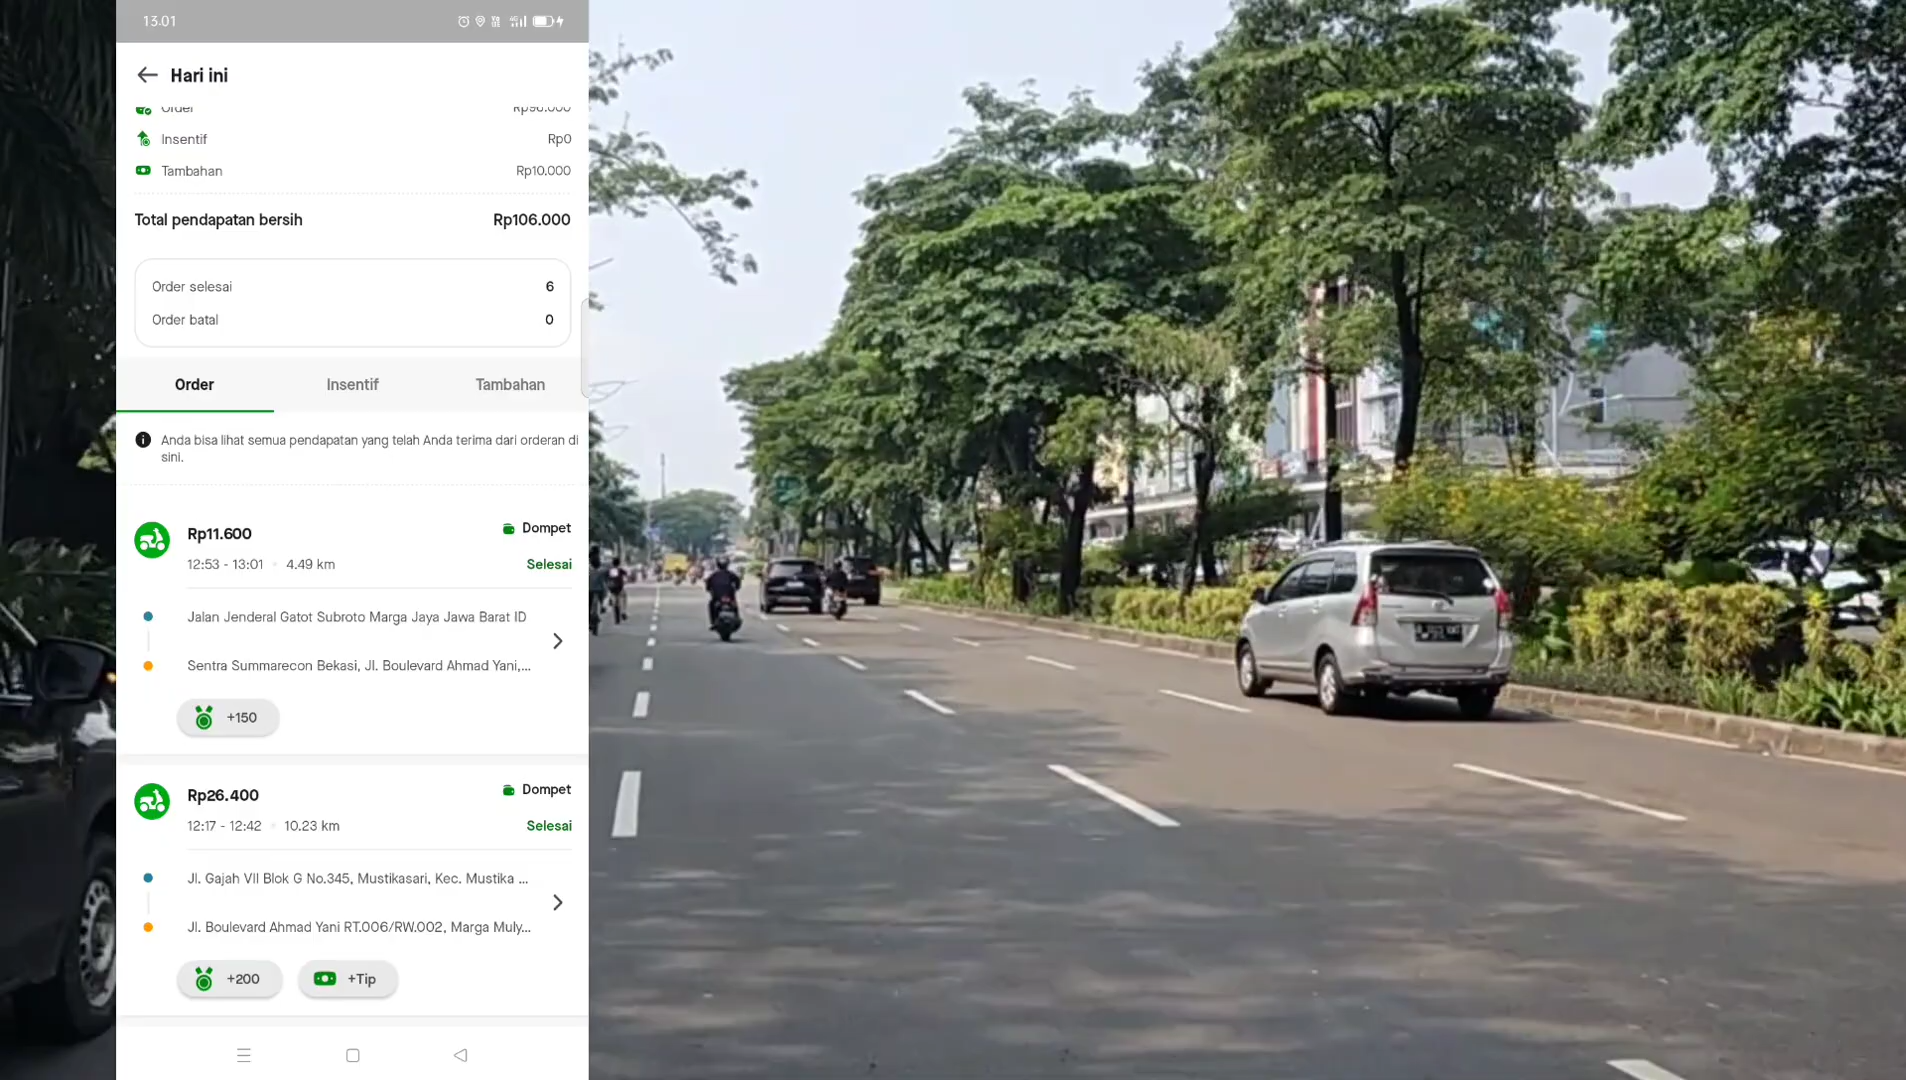 13.01
Hari ini
Order Rp96.000
Insentif Rp0
Tambahan Rp10.000
Total pendapatan bersih Rp106.000
Order selesai 6
Order batal 0
Order Insentif Tambahan
Anda bisa lihat semua pendapatan yang telah Anda terima dari orderan di
sini.
Rp11.600 Dompet
12:53 - 13:01 • 4.49 km Selesai
Jalan Jenderal Gatot Subroto Marga Jaya Jawa Barat ID
Sentra Summarecon Bekasi, Jl. Boulevard Ahmad Yani,...
+150
Rp26.400 Dompet
12:17 - 12:42 • 10.23 km Selesai
Jl. Gajah VII Blok G No.345, Mustikasari, Kec. Mustika ...
Jl. Boulevard Ahmad Yani RT.006/RW.002, Marga Muly...
+200 +Tip